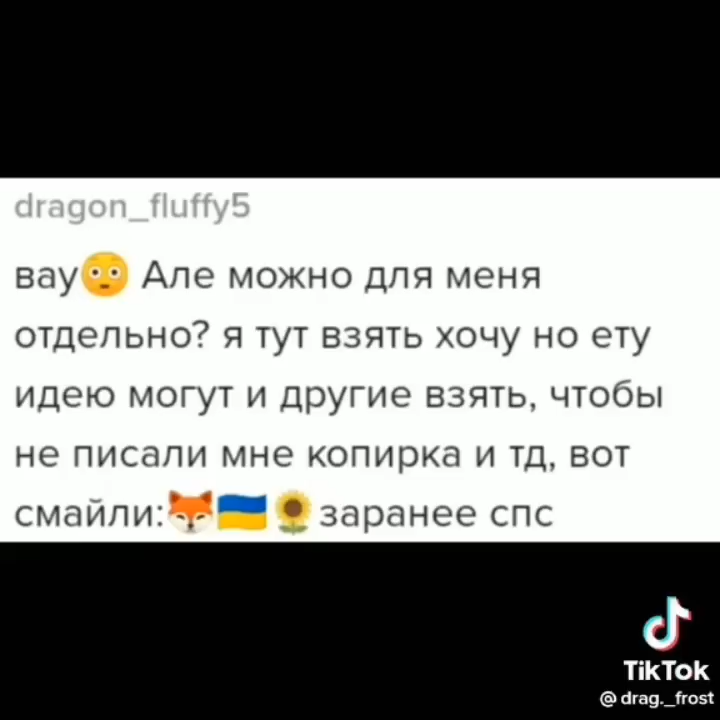 dragon_fluffy5
вау😳 Але можно для меня
отдельно? я тут взять хочу но ету
идею могут и другие взять, чтобы
не писали мне копирка и тд, вот
смайли:🦊🇺🇦🌻заранее спс
TikTok
@drag._frost